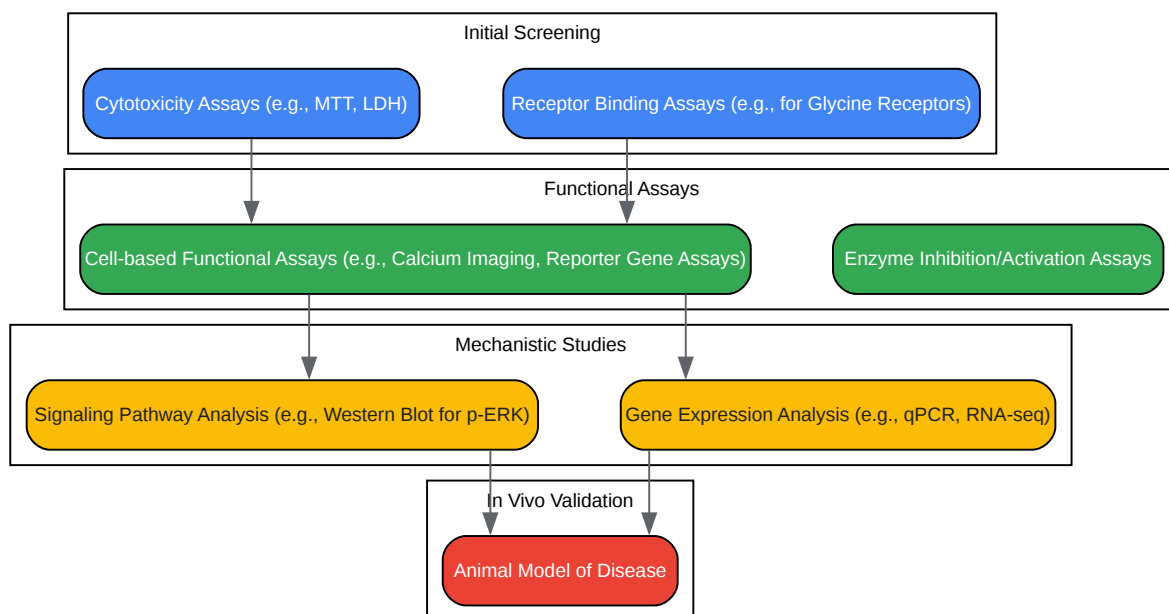 Initial Screening
Cytotoxicity Assays (e.g., MTT, LDH)
Receptor Binding Assays (e.g., for Glycine Receptors)
Functional Assays
Cell-based Functional Assays (e.g., Calcium Imaging, Reporter Gene Assays)
Enzyme Inhibition/Activation Assays
Mechanistic Studies
Signaling Pathway Analysis (e.g., Western Blot for p-ERK)
Gene Expression Analysis (e.g., qPCR, RNA-seq)
In Vivo Validation
Animal Model of Disease